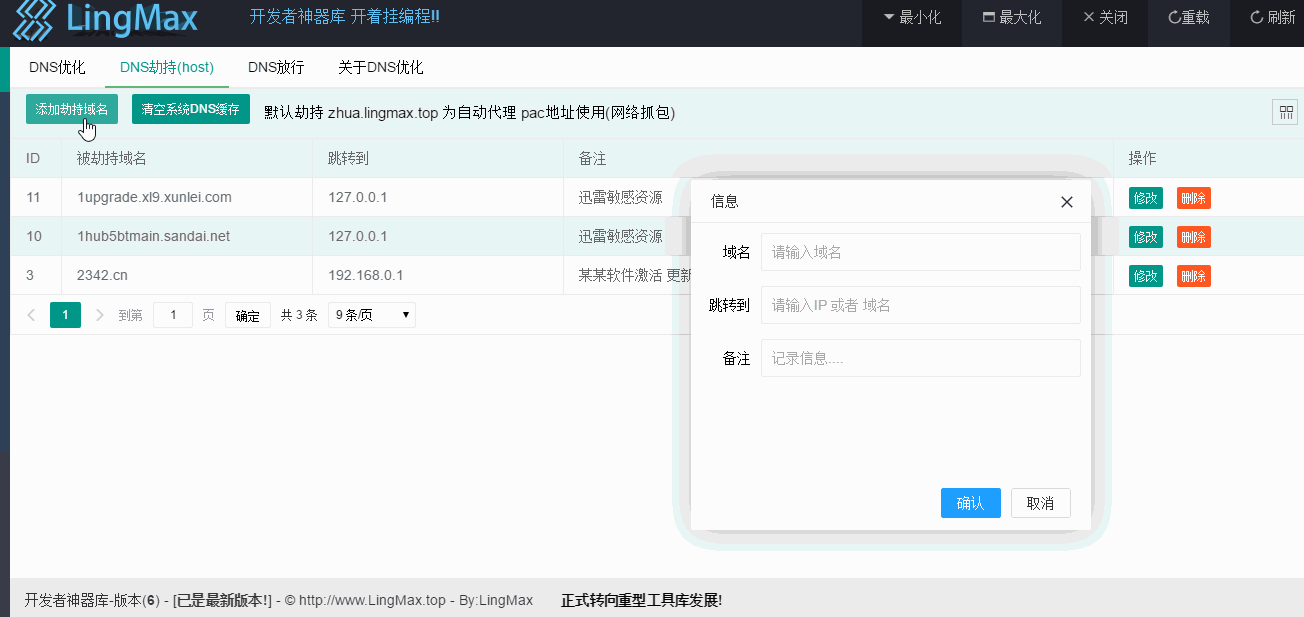 LingMax 开发者神器库 开着挂编程!! 最小化 最大化 关闭 重载 刷新
DNS优化 DNS劫持(host) DNS放行 关于DNS优化
添加劫持域名 清空系统DNS缓存 默认劫持 zhua.lingmax.top 为自动代理 pac地址使用(网络抓包)
ID 被劫持域名 跳转到 备注 操作
11 1upgrade.xl9.xunlei.com 127.0.0.1 迅雷敏感资源 修改 删除
10 1hub5btmain.sandai.net 127.0.0.1 迅雷敏感资源 修改 删除
3 2342.cn 192.168.0.1 某某软件激活 更新 修改 删除
1 到第 1 页 确定 共 3 条 9 条/页
信息
域名 请输入域名
跳转到 请输入IP 或者 域名
备注 记录信息....
确认 取消
开发者神器库-版本(6) - [已是最新版本!] - © http://www.LingMax.top - By:LingMax 正式转向重型工具库发展!